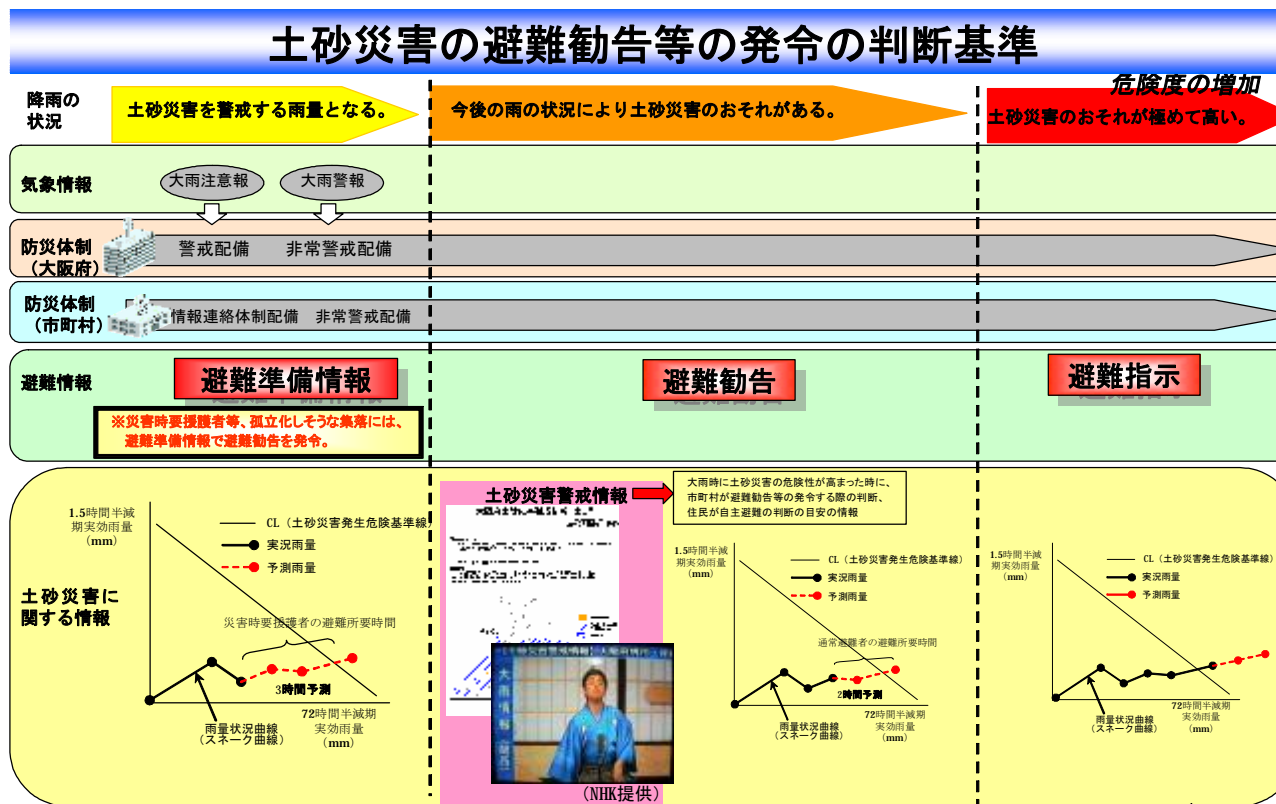 土砂災害の避難勧告等の発令の判断基準
危険度の増加
降雨の
状況
土砂災害を警戒する雨量となる。
今後の雨の状況により土砂災害のおそれがある。
土砂災害のおそれが極めて高い。
気象情報
大雨注意報
大雨警報
防災体制
（大阪府）
警戒配備
非常警戒配備
防災体制
（市町村）
情報連絡体制配備
非常警戒配備
避難情報
避難準備情報
避難勧告
避難指示
※災害時要援護者等、孤立化しそうな集落には、
避難準備情報で避難勧告を発令。
土砂災害に
関する情報
1.5時間半減
期実効雨量
（mm）
CL（土砂災害発生危険基準線）
実況雨量
予測雨量
災害時要援護者の避難所要時間
3時間予測
72時間半減期
実効雨量
（mm）
雨量状況曲線
（スネーク曲線）
土砂災害警戒情報
大雨時に土砂災害の危険性が高まった時に、
市町村が避難勧告等の発令する際の判断、
住民が自主避難の判断の目安の情報
大雨情報
（NHK提供）
1.5時間半減
期実効雨量
（mm）
CL（土砂災害発生危険基準線）
実況雨量
予測雨量
通常避難者の避難所要時間
2時間予測
72時間半減期
実効雨量
（mm）
雨量状況曲線
（スネーク曲線）
1.5時間半減
期実効雨量
（mm）
CL（土砂災害発生危険基準線）
実況雨量
予測雨量
72時間半減期
実効雨量
（mm）
雨量状況曲線
（スネーク曲線）